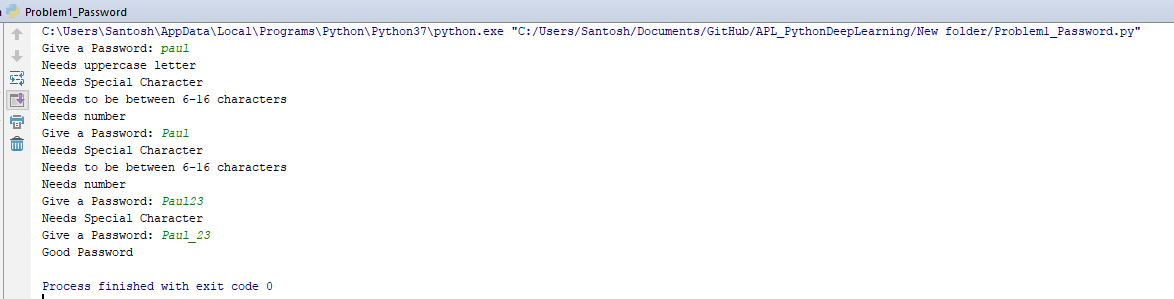 Problem1_Password
C:\Users\Santosh\AppData\Local\Programs\Python\Python37\python.exe "C:/Users/Santosh/Documents/GitHub/APL_PythonDeepLearning/New folder/Problem1_Password.py"
Give a Password: paul
Needs uppercase letter
Needs Special Character
Needs to be between 6-16 characters
Needs number
Give a Password: Paul
Needs Special Character
Needs to be between 6-16 characters
Needs number
Give a Password: Paul23
Needs Special Character
Give a Password: Paul_23
Good Password
Process finished with exit code 0